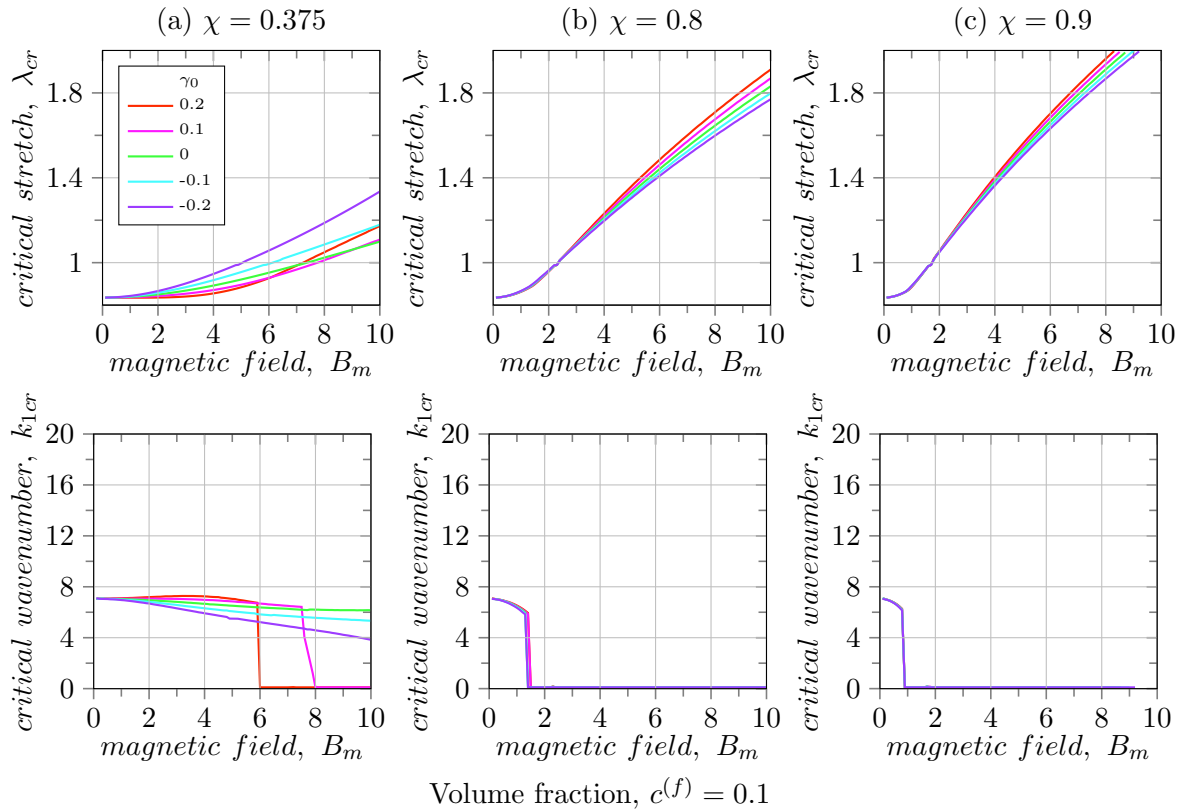 (a) χ = 0.375
(b) χ = 0.8
(c) χ = 0.9
critical stretch, λcr
1.8
1.4
1
γ0
0.2
0.1
0
-0.1
-0.2
0 2 4 6 8 10
magnetic field, Bm
critical stretch, λcr
1.8
1.4
1
0 2 4 6 8 10
magnetic field, Bm
critical stretch, λcr
1.8
1.4
1
0 2 4 6 8 10
magnetic field, Bm
critical wavenumber, k1cr
20
16
12
8
4
0
0 2 4 6 8 10
magnetic field, Bm
critical wavenumber, k1cr
20
16
12
8
4
0
0 2 4 6 8 10
magnetic field, Bm
critical wavenumber, k1cr
20
16
12
8
4
0
0 2 4 6 8 10
magnetic field, Bm
Volume fraction, c(f) = 0.1